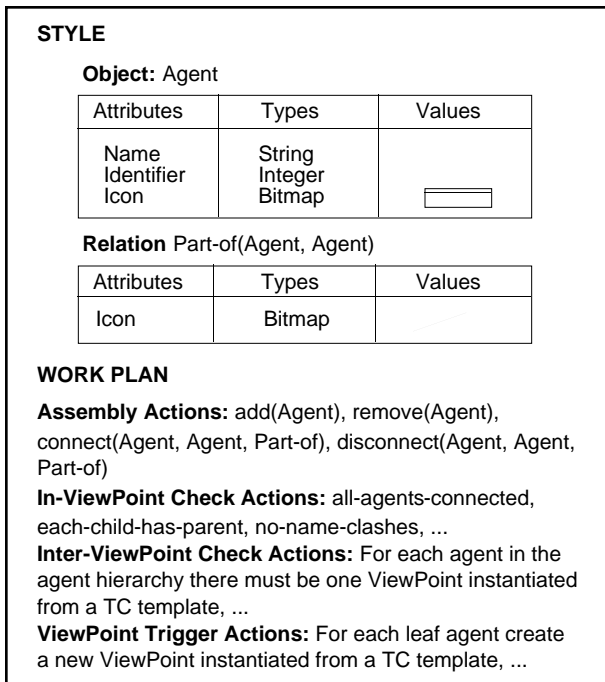 STYLE
Object: Agent
Attributes Types Values
Name String
Identifier Integer
Icon Bitmap
Relation Part-of(Agent, Agent)
Attributes Types Values
Icon Bitmap
WORK PLAN
Assembly Actions: add(Agent), remove(Agent),
connect(Agent, Agent, Part-of), disconnect(Agent, Agent,
Part-of)
In-ViewPoint Check Actions: all-agents-connected,
each-child-has-parent, no-name-clashes, ...
Inter-ViewPoint Check Actions: For each agent in the
agent hierarchy there must be one ViewPoint instantiated
from a TC template, ...
ViewPoint Trigger Actions: For each leaf agent create
a new ViewPoint instantiated from a TC template, ...